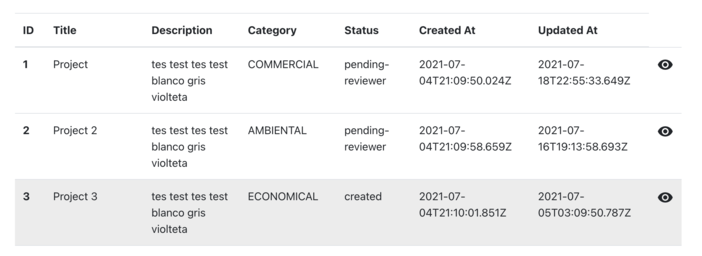 ID Title Description Category Status Created At Updated At
1 Project tes test tes test COMMERCIAL pending- 2021-07- 2021-07-
blanco gris reviewer 04T21:09:50.024Z 18T22:55:33.649Z
violteta
2 Project 2 tes test tes test AMBIENTAL pending- 2021-07- 2021-07-
blanco gris reviewer 04T21:09:58.659Z 16T19:13:58.693Z
violteta
3 Project 3 tes test tes test ECONOMICAL created 2021-07- 2021-07-
blanco gris 04T21:10:01.851Z 05T03:09:50.787Z
violteta